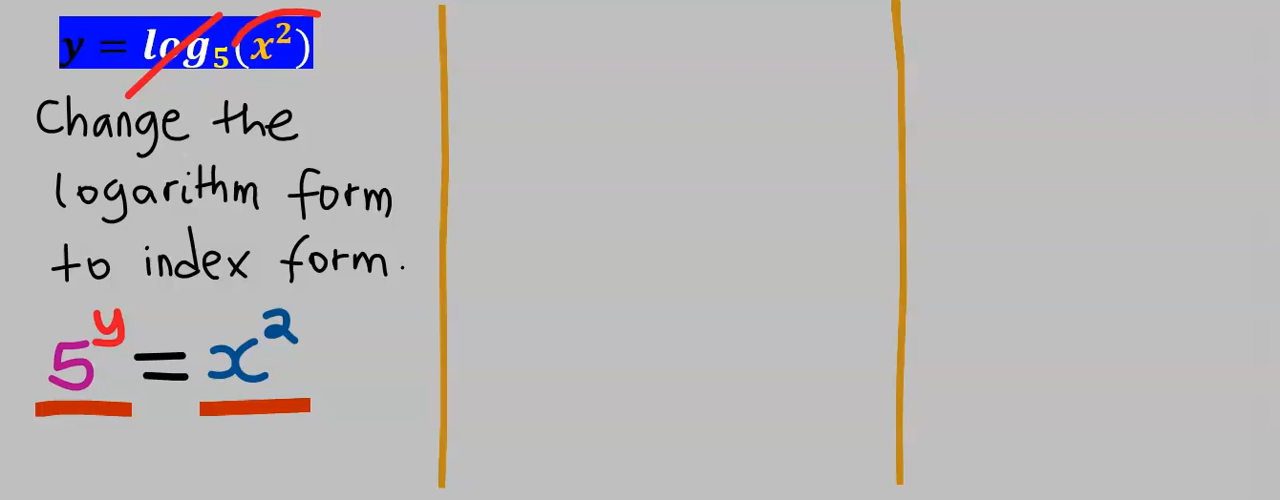 y = log₅(x²)
Change the
logarithm form
to index form.
5ʸ = x²